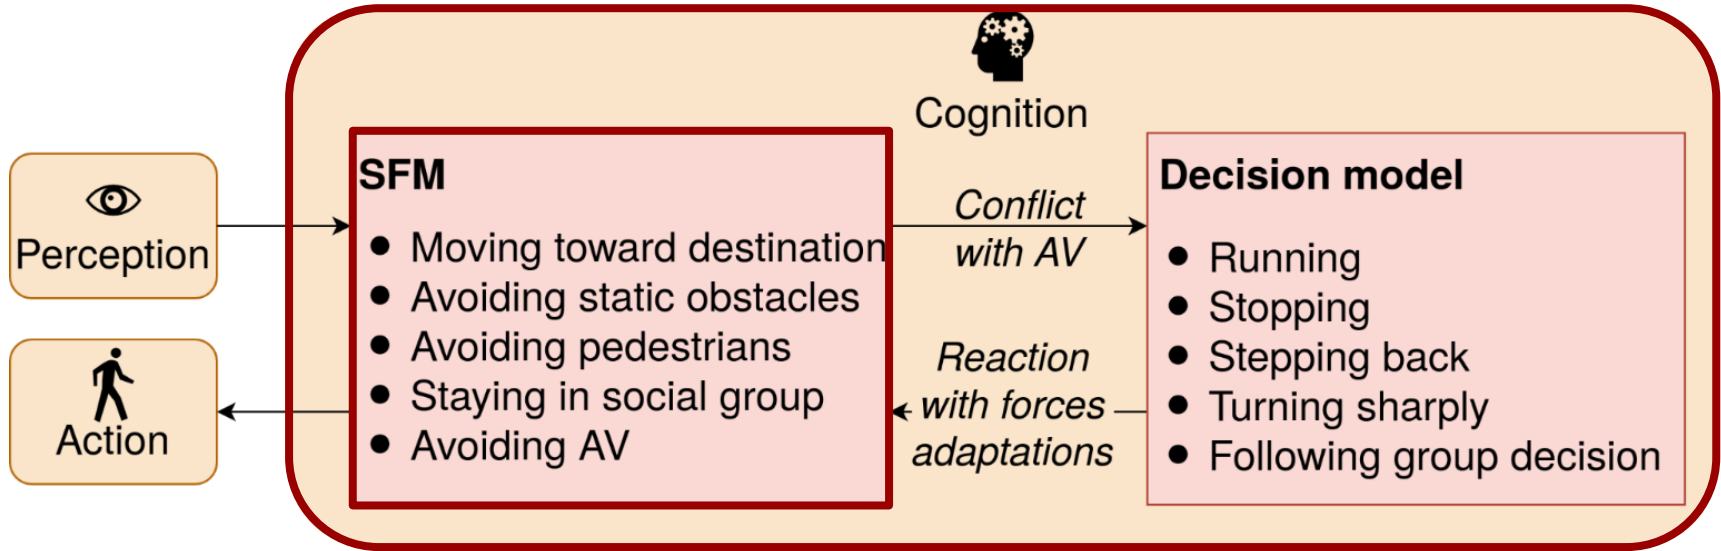 Cognition
Perception
Action
SFM
● Moving toward destination
● Avoiding static obstacles
● Avoiding pedestrians
● Staying in social group
● Avoiding AV
Conflict
with AV
Reaction
with forces
adaptations
Decision model
● Running
● Stopping
● Stepping back
● Turning sharply
● Following group decision